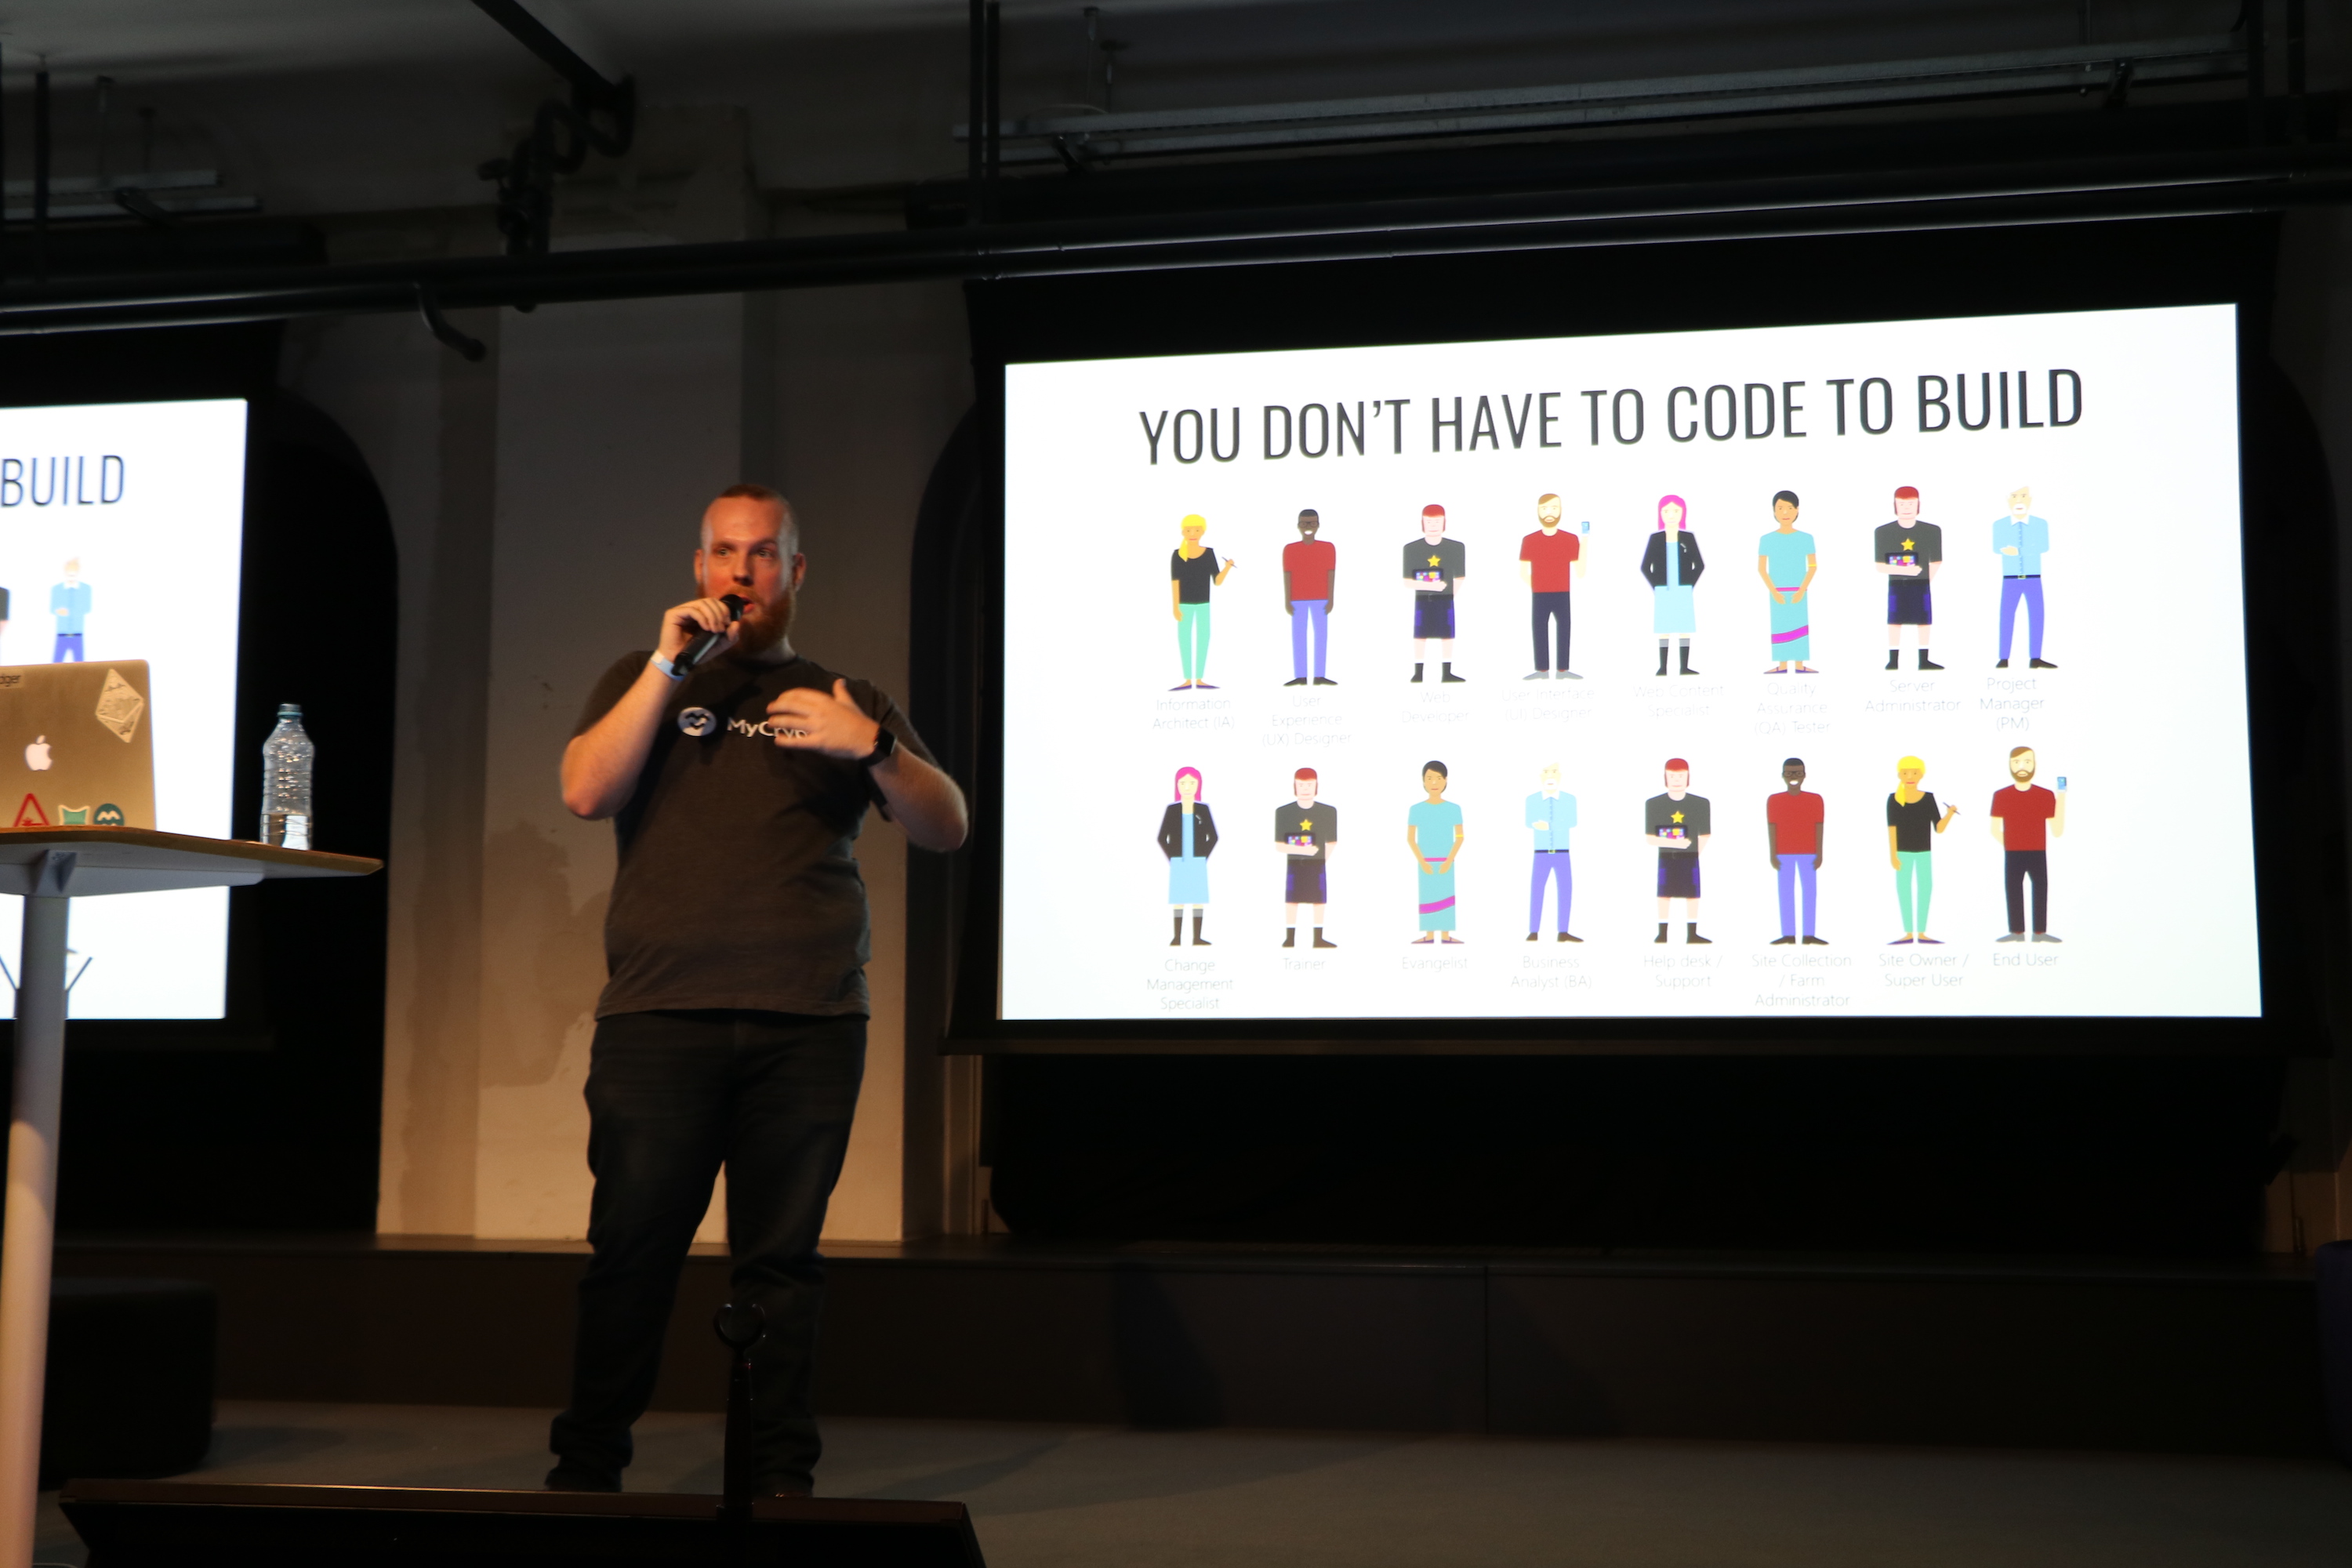 YOU DON'T HAVE TO CODE TO BUILD
Information
Architect (IA)
User
Experience
(UX) Designer
Web
Developer
User Interface
(UI) Designer
Web Content
Specialist
Quality
Assurance
(QA) Tester
Server
Administrator
Project
Manager
(PM)
Change
Management
Specialist
Trainer
Evangelist
Business
Analyst (BA)
Help desk /
Support
Site Collection
/ Farm
Administrator
Site Owner /
Super User
End User
BUILD
MyCryp